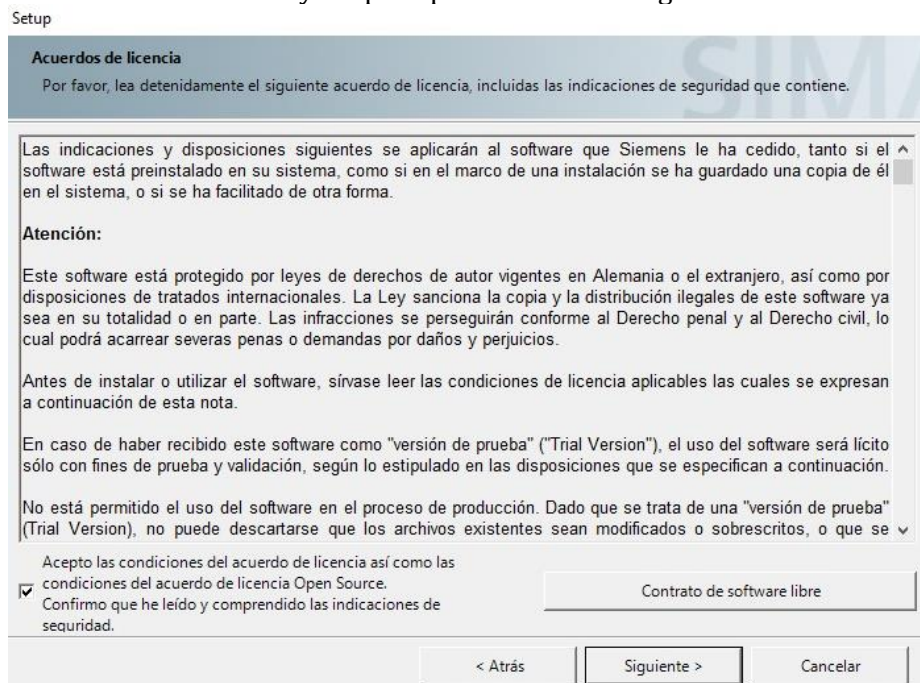 Setup
Acuerdos de licencia
Por favor, lea detenidamente el siguiente acuerdo de licencia, incluidas las indicaciones de seguridad que contiene.
SIMA
Las indicaciones y disposiciones siguientes se aplicarán al software que Siemens le ha cedido, tanto si el
software está preinstalado en su sistema, como si en el marco de una instalación se ha guardado una copia de él
en el sistema, o si se ha facilitado de otra forma.
Atención:
Este software está protegido por leyes de derechos de autor vigentes en Alemania o el extranjero, así como por
disposiciones de tratados internacionales. La Ley sanciona la copia y la distribución ilegales de este software ya
sea en su totalidad o en parte. Las infracciones se perseguirán conforme al Derecho penal y al Derecho civil, lo
cual podrá acarrear severas penas o demandas por daños y perjuicios.
Antes de instalar o utilizar el software, sírvase leer las condiciones de licencia aplicables las cuales se expresan
a continuación de esta nota.
En caso de haber recibido este software como "versión de prueba" ("Trial Version"), el uso del software será lícito
sólo con fines de prueba y validación, según lo estipulado en las disposiciones que se especifican a continuación.
No está permitido el uso del software en el proceso de producción. Dado que se trata de una "versión de prueba"
(Trial Version), no puede descartarse que los archivos existentes sean modificados o sobrescritos, o que se
Acepto las condiciones del acuerdo de licencia así como las
condiciones del acuerdo de licencia Open Source.
Confirmo que he leído y comprendido las indicaciones de
seguridad.
Contrato de software libre
< Atrás
Siguiente >
Cancelar